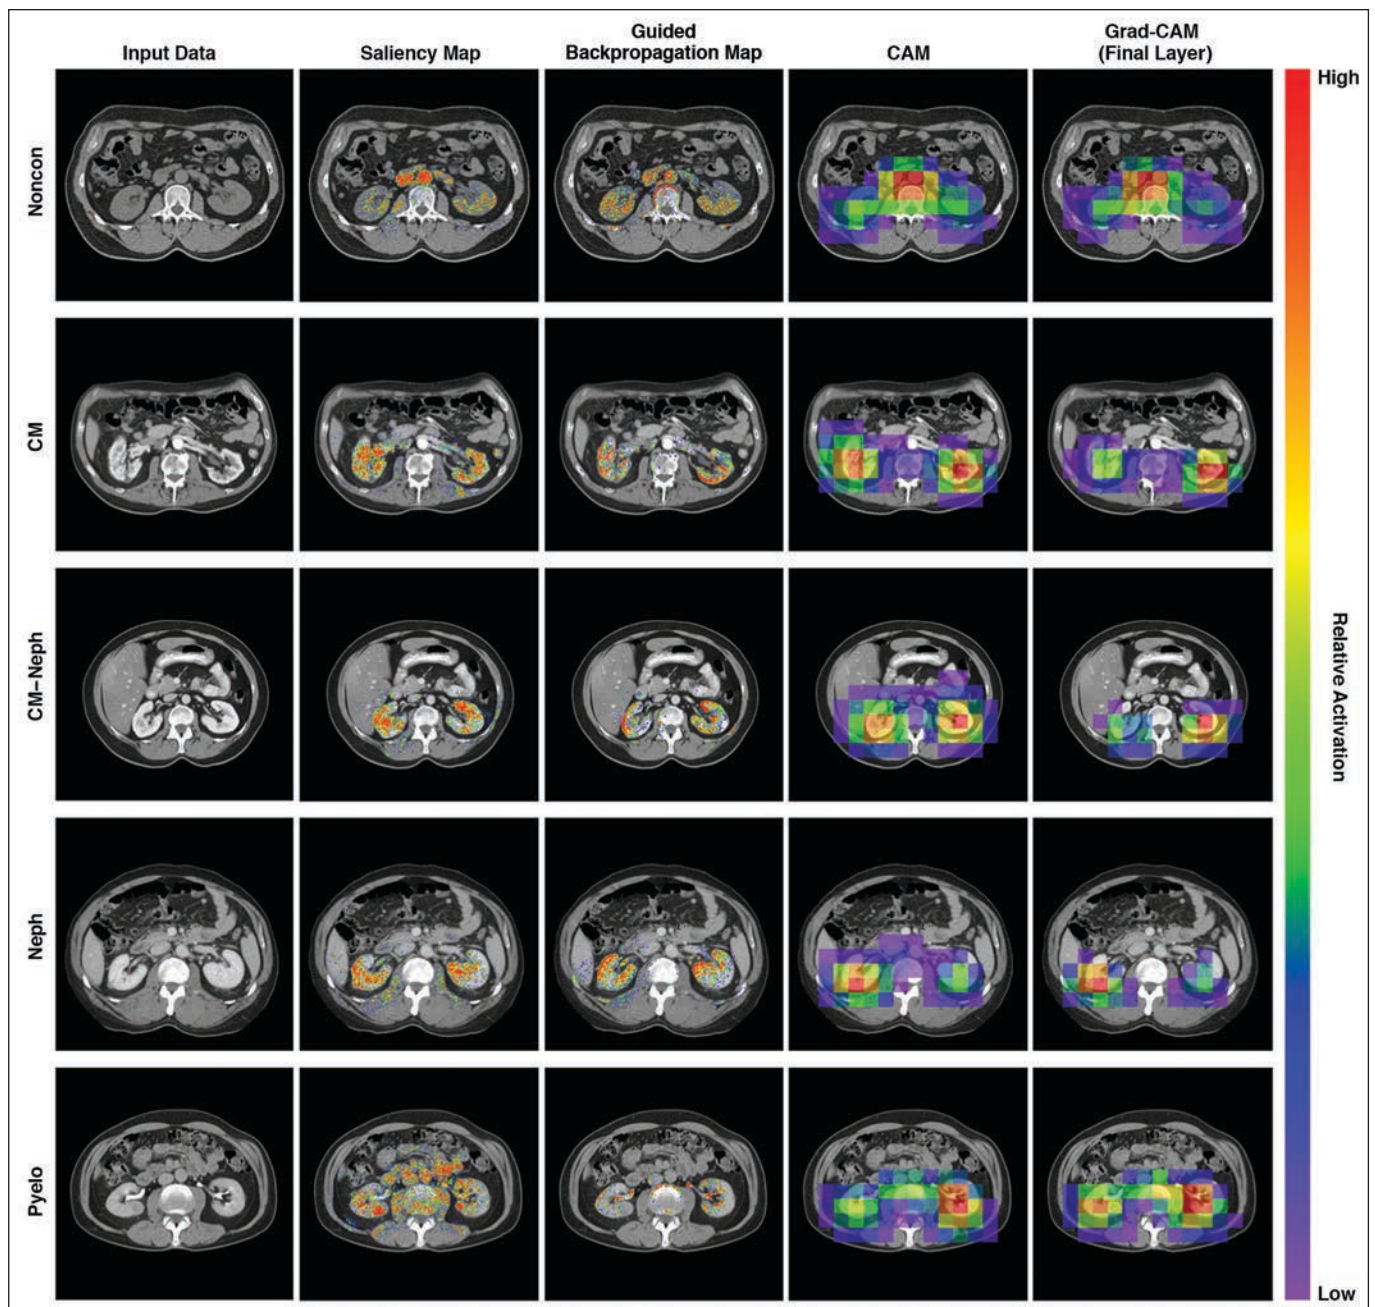 Input Data
Saliency Map
Guided
Backpropagation Map
CAM
Grad-CAM
(Final Layer)
High
Noncon
CM
CM–Neph
Neph
Pyelo
Relative Activation
Low